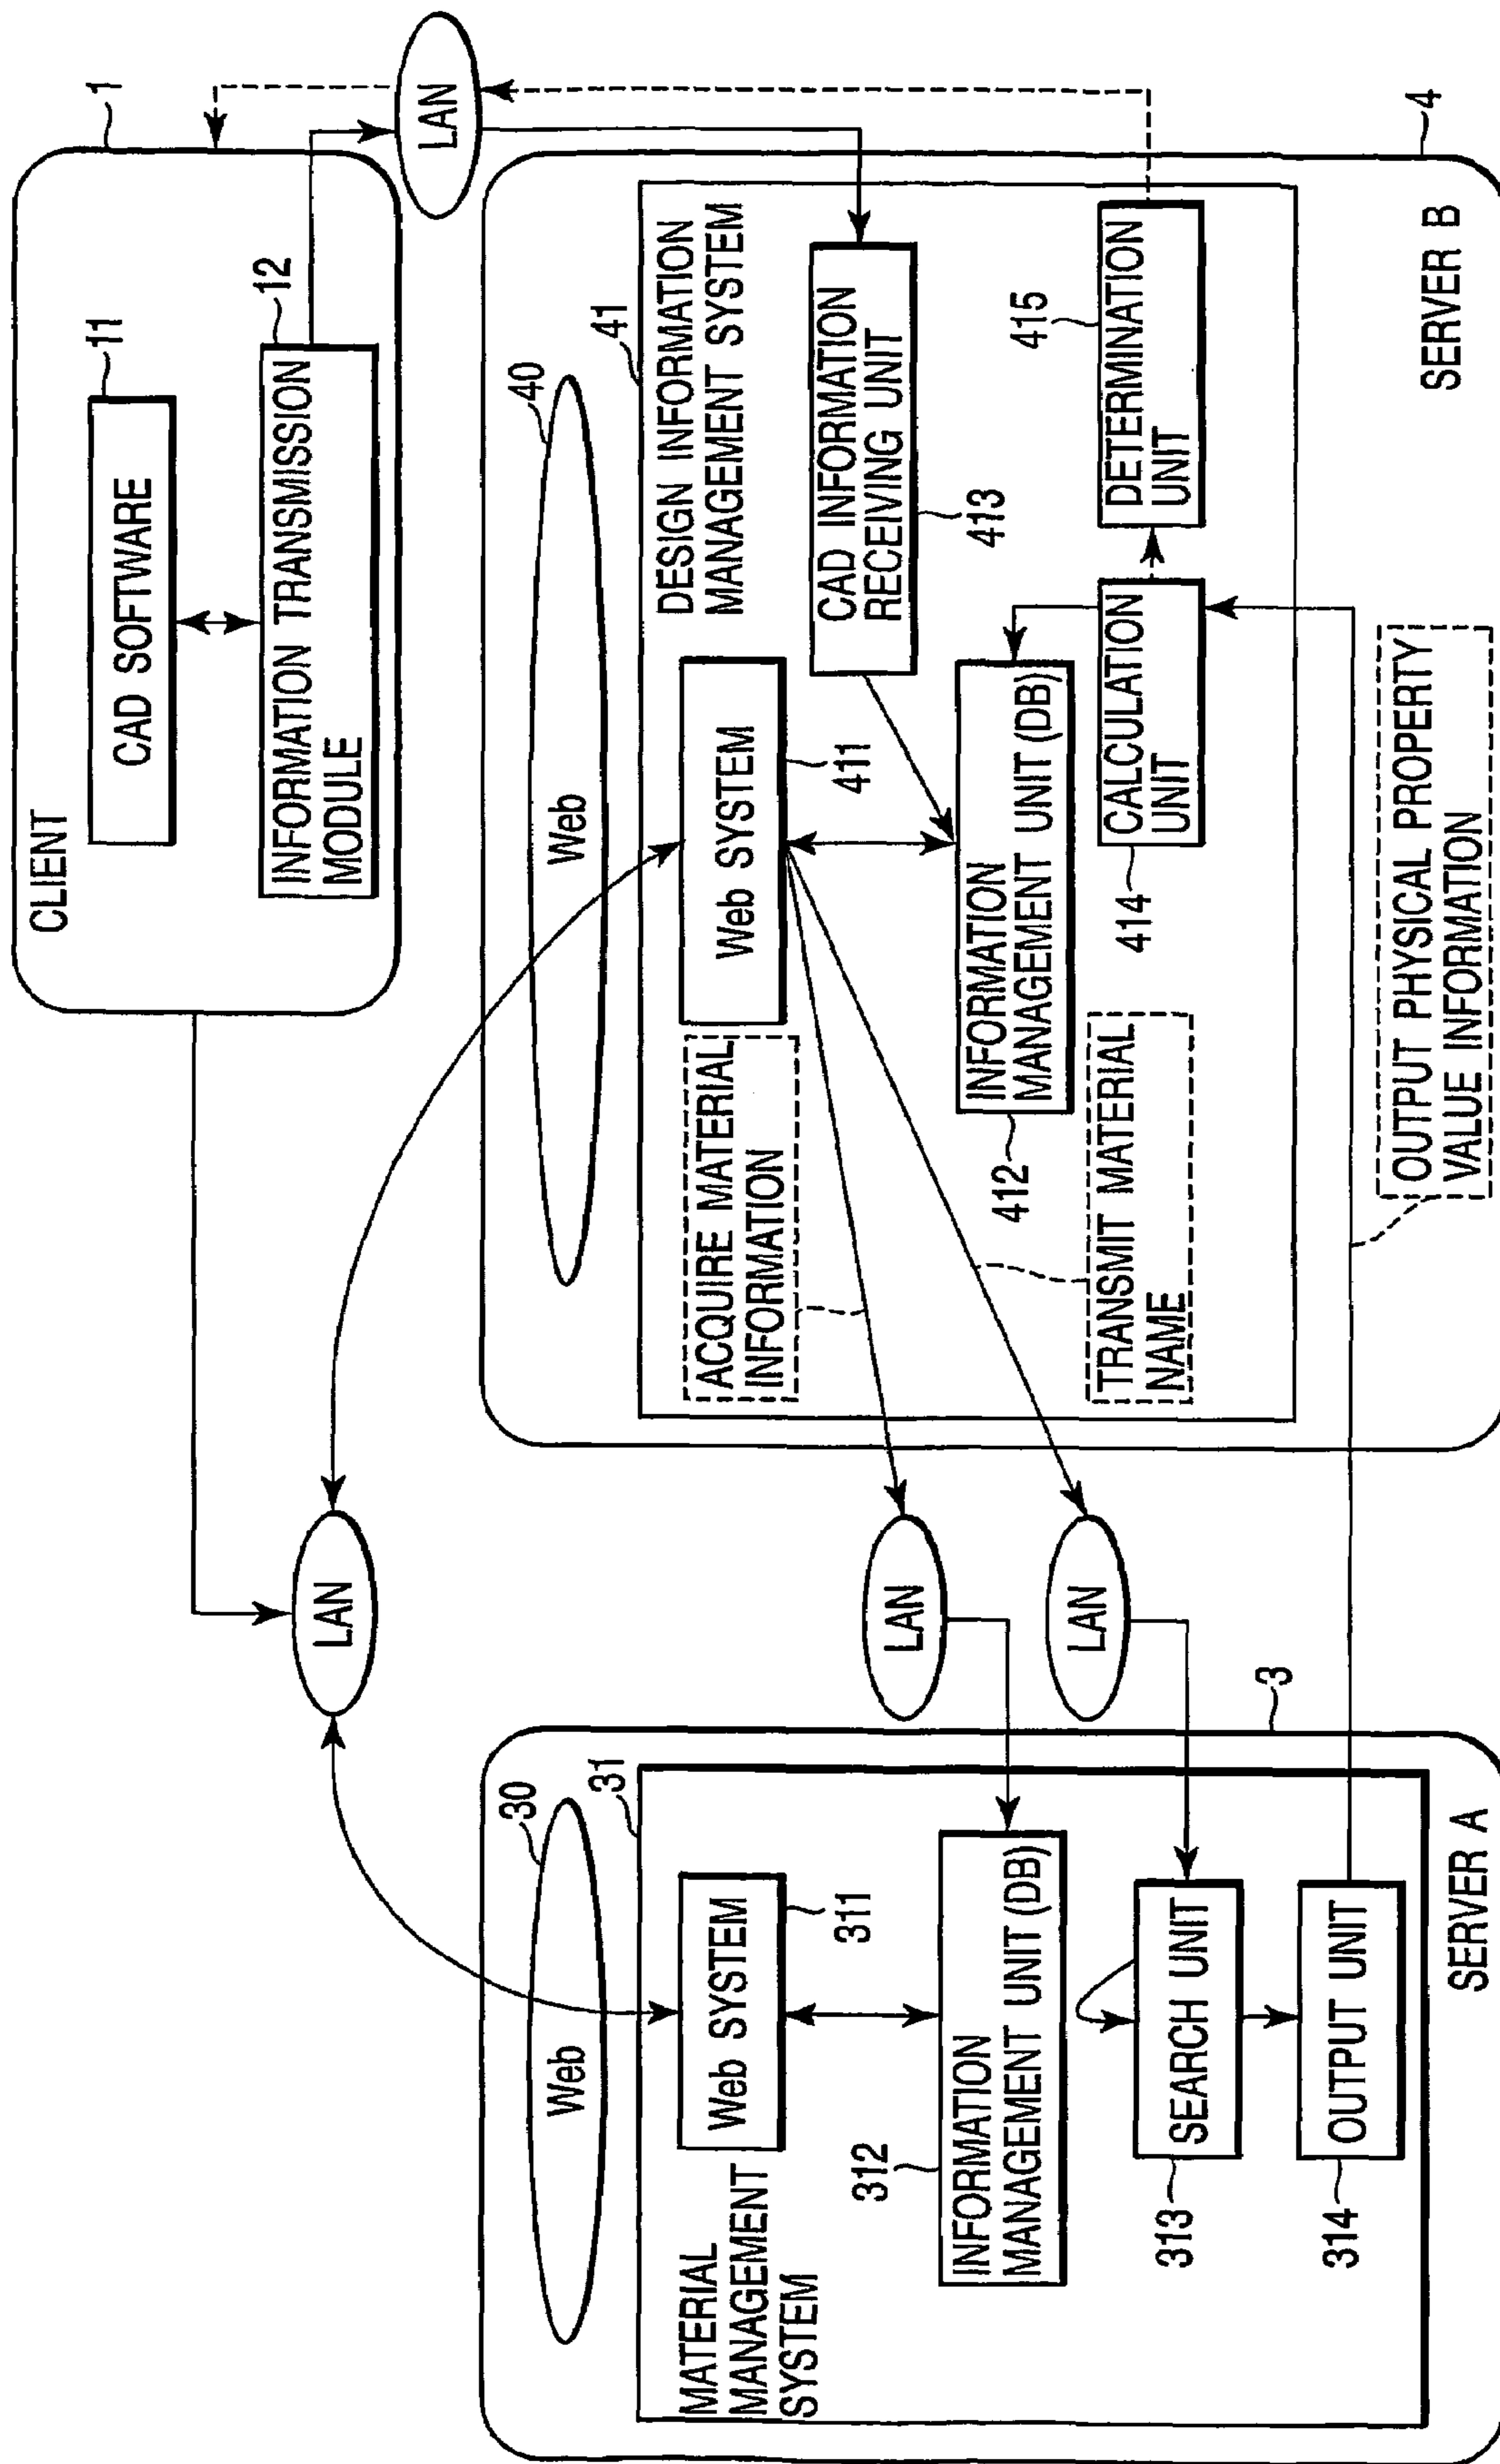 CLIENT
1
CAD SOFTWARE
11
INFORMATION TRANSMISSION
MODULE
12
LAN
LAN
Web
30
MATERIAL
MANAGEMENT
SYSTEM
31
Web SYSTEM
311
INFORMATION
MANAGEMENT UNIT (DB)
312
SEARCH UNIT
313
OUTPUT UNIT
314
SERVER A
3
LAN
LAN
Web
40
41
DESIGN INFORMATION
MANAGEMENT SYSTEM
ACQUIRE MATERIAL
INFORMATION
Web SYSTEM
411
CAD INFORMATION
RECEIVING UNIT
413
INFORMATION
MANAGEMENT UNIT (DB)
412
TRANSMIT MATERIAL
NAME
CALCULATION
UNIT
414
DETERMINATION
UNIT
415
OUTPUT PHYSICAL PROPERTY
VALUE INFORMATION
SERVER B
4